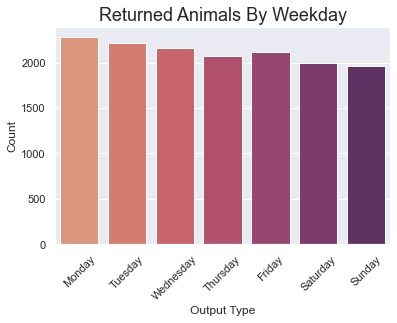 Returned Animals By Weekday
Count
2000
1500
1000
500
0
Monday
Tuesday
Wednesday
Thursday
Friday
Saturday
Sunday
Output Type